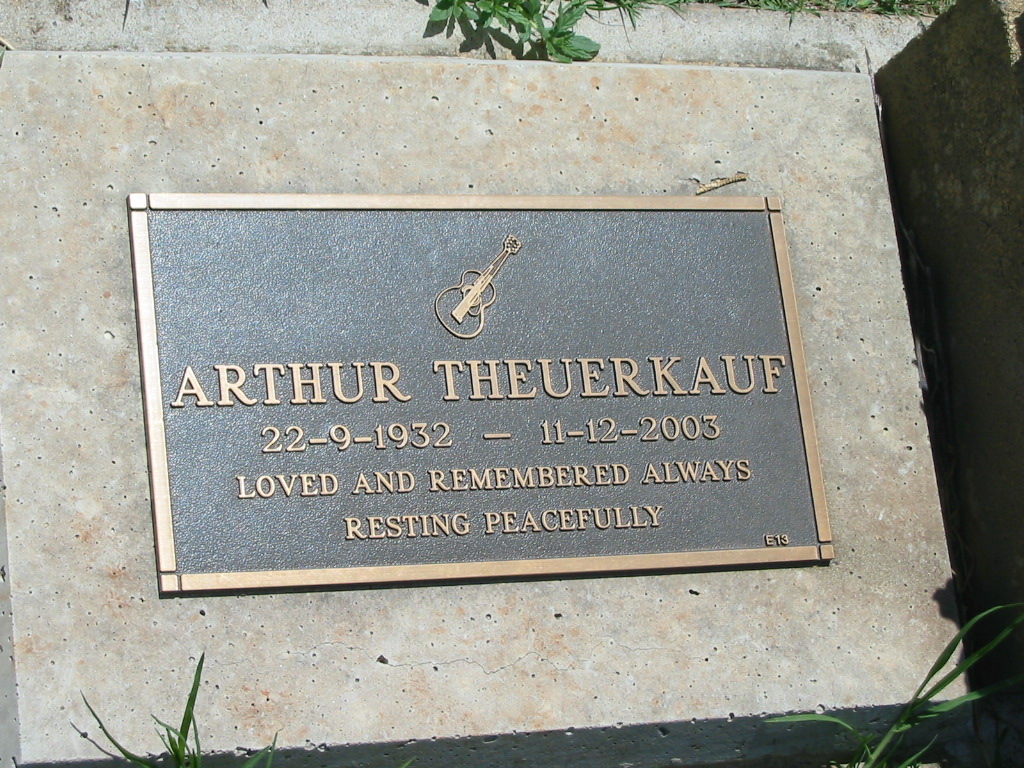 ARTHUR THEUERKAUF
22-9-1932 — 11-12-2003
LOVED AND REMEMBERED ALWAYS
RESTING PEACEFULLY
E13